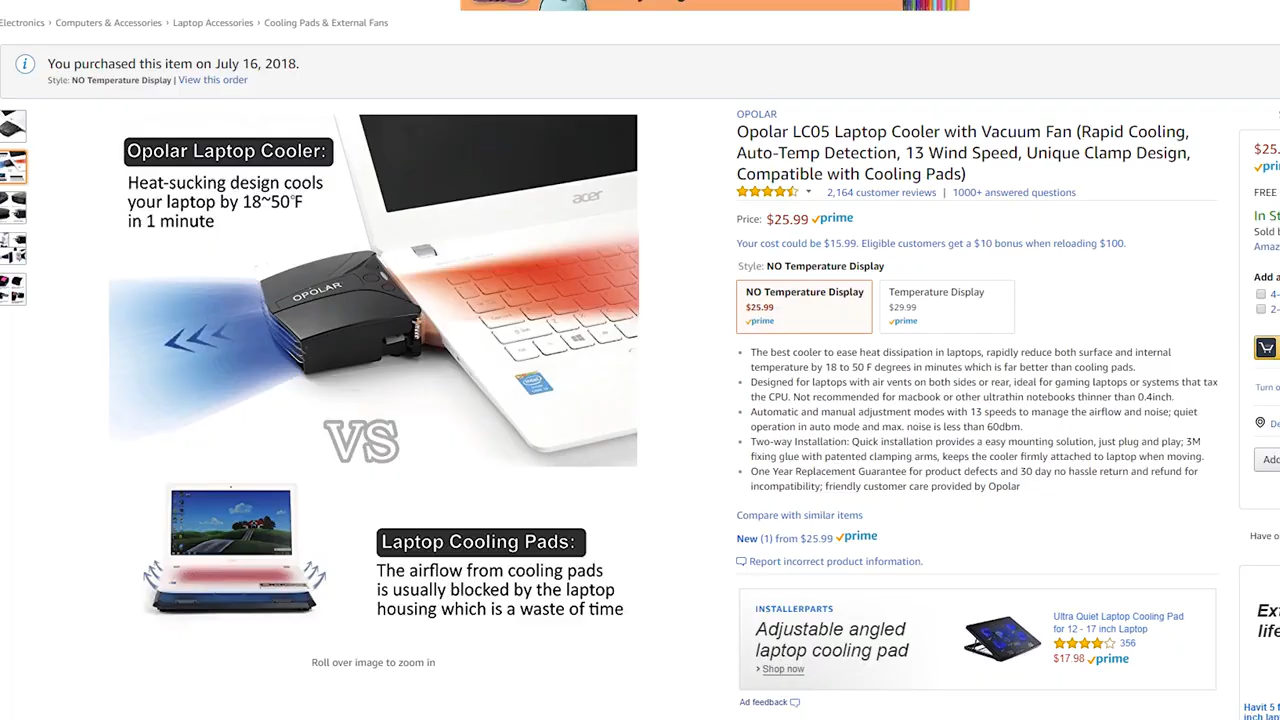 Electronics › Computers & Accessories › Laptop Accessories › Cooling Pads & External Fans
You purchased this item on July 16, 2018.
Style: NO Temperature Display | View this order
Opolar Laptop Cooler:
Heat-sucking design cools
your laptop by 18~50°F
in 1 minute
acer
OPOLAR
intel
VS
Laptop Cooling Pads:
The airflow from cooling pads
is usually blocked by the laptop
housing which is a waste of time
Roll over image to zoom in
OPOLAR
Opolar LC05 Laptop Cooler with Vacuum Fan (Rapid Cooling,
Auto-Temp Detection, 13 Wind Speed, Unique Clamp Design,
Compatible with Cooling Pads)
2,164 customer reviews | 1000+ answered questions
Price: $25.99 prime
Your cost could be $15.99. Eligible customers get a $10 bonus when reloading $100.
Style: NO Temperature Display
NO Temperature Display
$25.99
prime
Temperature Display
$29.99
prime
• The best cooler to ease heat dissipation in laptops, rapidly reduce both surface and internal
temperature by 18 to 50 F degrees in minutes which is far better than cooling pads.
• Designed for laptops with air vents on both sides or rear, ideal for gaming laptops or systems that tax
the CPU. Not recommended for macbook or other ultrathin notebooks thinner than 0.4inch.
• Automatic and manual adjustment modes with 13 speeds to manage the airflow and noise; quiet
operation in auto mode and max. noise is less than 60dbm.
• Two-way Installation: Quick installation provides a easy mounting solution, just plug and play; 3M
fixing glue with patented clamping arms, keeps the cooler firmly attached to laptop when moving.
• One Year Replacement Guarantee for product defects and 30 day no hassle return and refund for
incompatibility; friendly customer care provided by Opolar
Compare with similar items
New (1) from $25.99 prime
Report incorrect product information.
INSTALLERPARTS
Adjustable angled
laptop cooling pad
› Shop now
Ultra Quiet Laptop Cooling Pad
for 12 - 17 inch Laptop
356
$17.98 prime
Ad feedback
$25.
pri
FREE
In St
Sold b
Amaz
Add a
4-
2-
Turn o
De
Add
Have o
Ext
life
Havit 5 f
inch lap